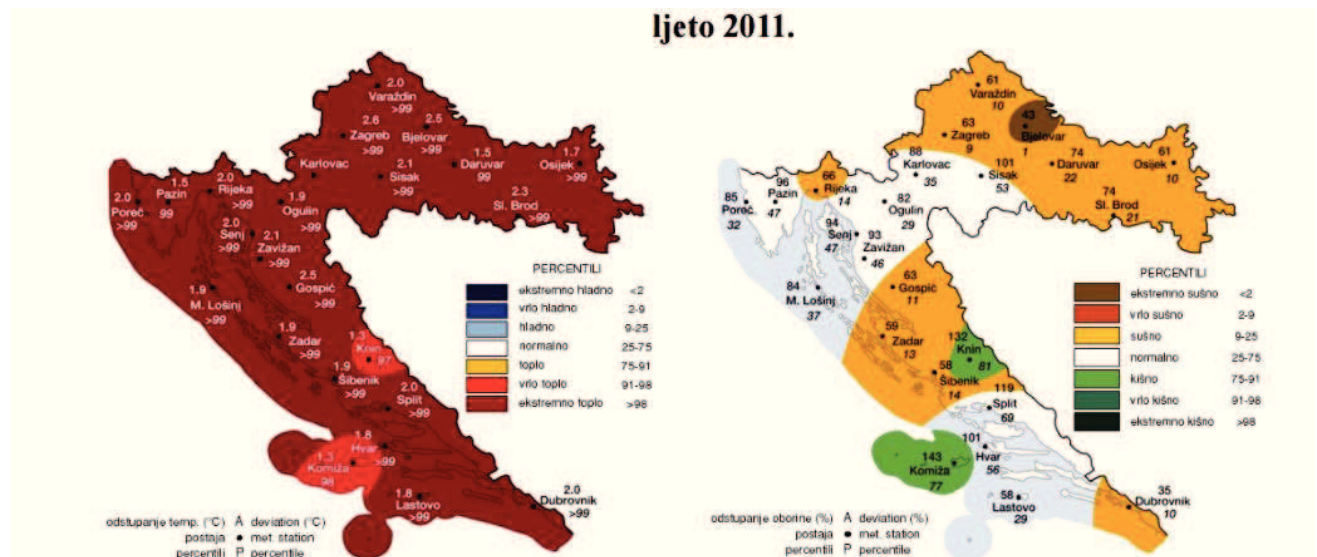 ljeto 2011.
2.0
Varaždin
>99
2.6
Zagreb
>99
2.5
Bjelovar
>99
Karlovac
2.1
Sisak
>99
1.5
Daruvar
99
1.7
Osijek
>99
2.3
Sl. Brod
>99
2.0
Poreč
>99
1.5
Pazin
99
2.0
Rijeka
>99
1.9
Ogulin
>99
2.0
Senj
>99
2.1
Zavižan
>99
2.5
Gospić
>99
1.9
M. Lošinj
>99
1.9
Zadar
>99
1.3
Knin
97
1.9
Šibenik
>99
2.0
Split
>99
1.8
Hvar
>99
1.3
Komiža
98
1.8
Lastovo
>99
2.0
Dubrovnik
>99
PERCENTILI
ekstremno hladno <2
vrlo hladno 2-9
hladno 9-25
normalno 25-75
toplo 75-91
vrlo toplo 91-98
ekstremno toplo >98
odstupanje temp. (°C) A deviation (°C)
postaja met. station
percentili P percentile
61
Varaždin
10
63
Zagreb
9
43
Bjelovar
1
88
Karlovac
35
101
Sisak
53
74
Daruvar
22
61
Osijek
10
74
Sl. Brod
21
85
Poreč
32
96
Pazin
47
66
Rijeka
14
82
Ogulin
29
94
Senj
47
93
Zavižan
46
63
Gospić
11
84
M. Lošinj
37
59
Zadar
13
132
Knin
81
58
Šibenik
14
119
Split
69
101
Hvar
56
143
Komiža
77
58
Lastovo
29
35
Dubrovnik
10
PERCENTILI
ekstremno sušno <2
vrlo sušno 2-9
sušno 9-25
normalno 25-75
kišno 75-91
vrlo kišno 91-98
ekstremno kišno >98
odstupanje oborine (%) A deviation (%)
postaja met. station
percentili P percentile